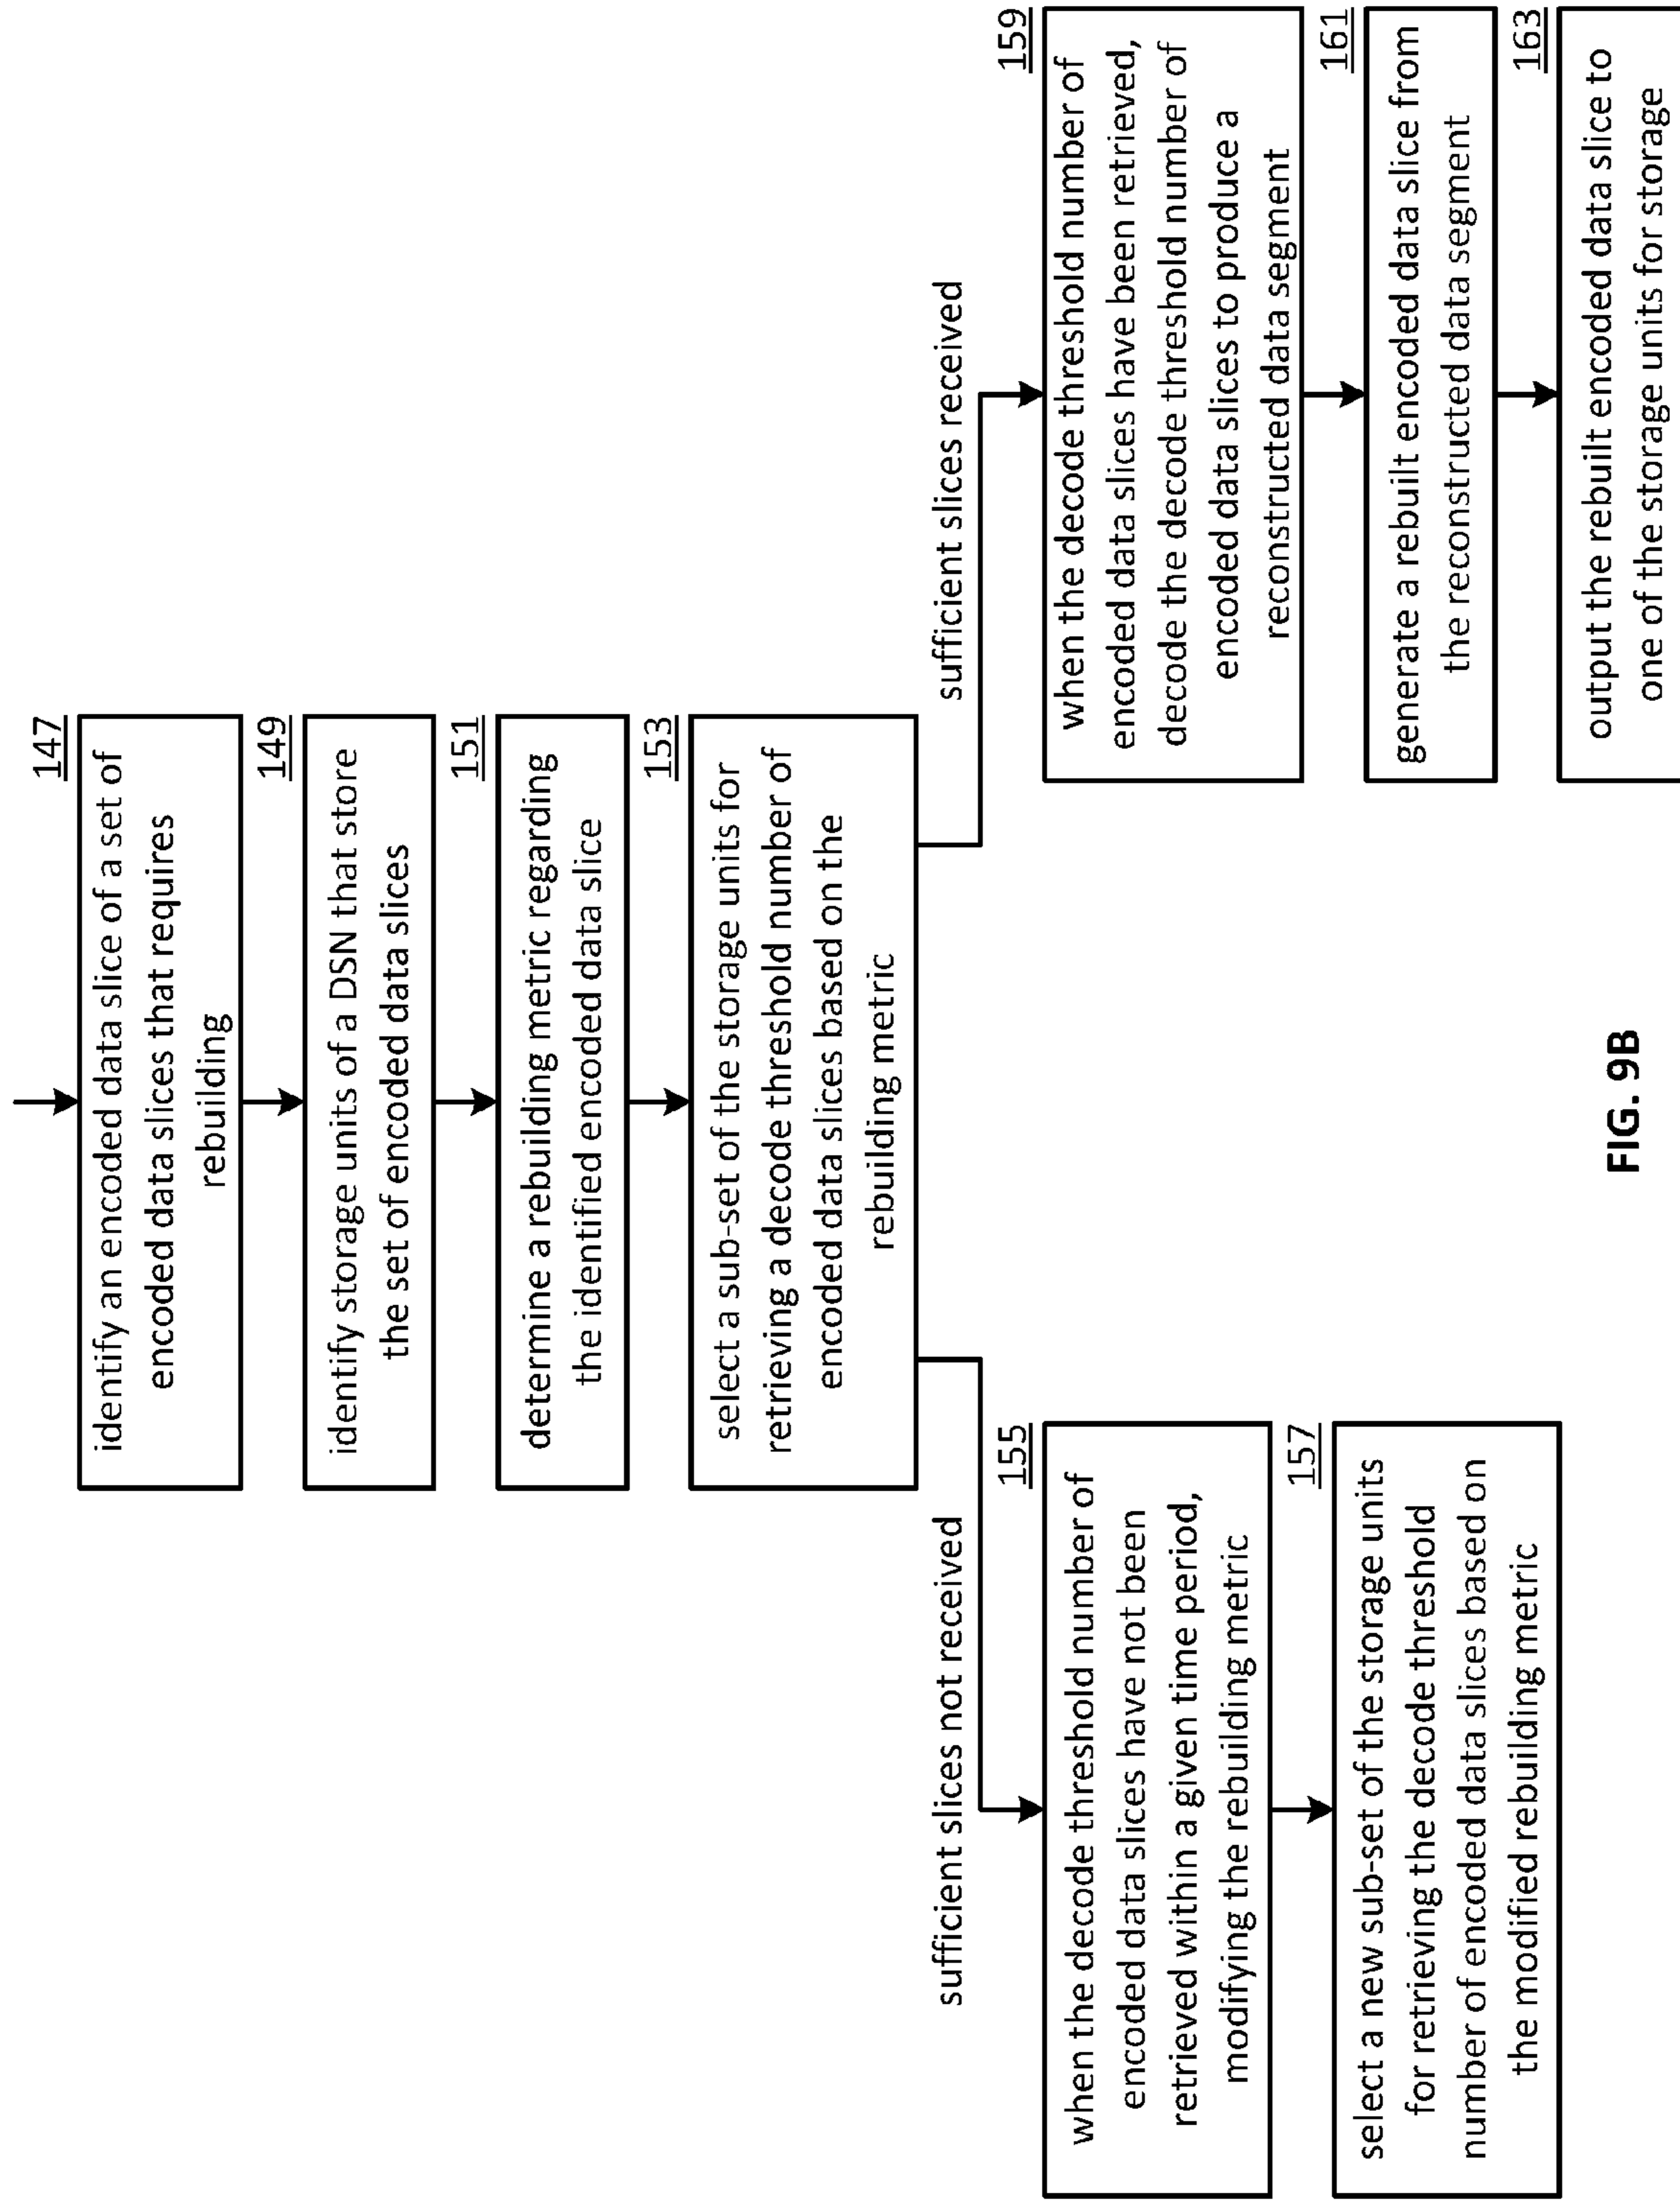 147
identify an encoded data slice of a set of
encoded data slices that requires
rebuilding
149
identify storage units of a DSN that store
the set of encoded data slices
151
determine a rebuilding metric regarding
the identified encoded data slice
153
select a sub-set of the storage units for
retrieving a decode threshold number of
encoded data slices based on the
rebuilding metric
sufficient slices not received
155
when the decode threshold number of
encoded data slices have not been
retrieved within a given time period,
modifying the rebuilding metric
157
select a new sub-set of the storage units
for retrieving the decode threshold
number of encoded data slices based on
the modified rebuilding metric
sufficient slices received
159
when the decode threshold number of
encoded data slices have been retrieved,
decode the decode threshold number of
encoded data slices to produce a
reconstructed data segment
161
generate a rebuilt encoded data slice from
the reconstructed data segment
163
output the rebuilt encoded data slice to
one of the storage units for storage
FIG. 9B